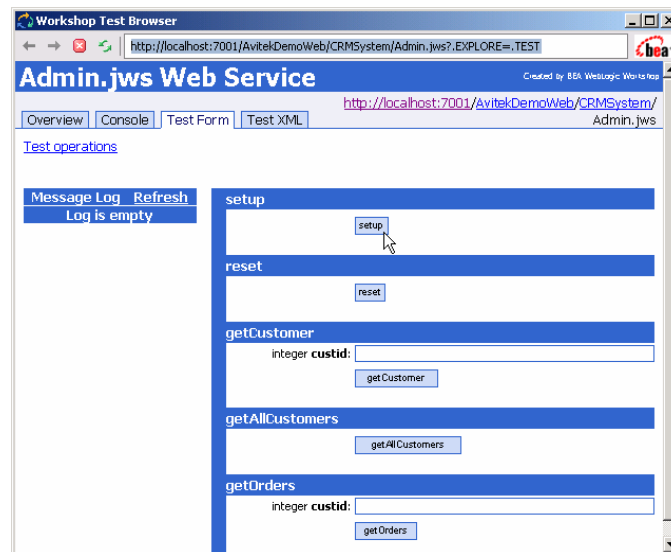 Workshop Test Browser
http://localhost:7001/AvitekDemoWeb/CRMSystem/Admin.jws?.EXPLORE=.TEST
bea
Admin.jws Web Service
Created by BEA WebLogic Workshop
http://localhost:7001/AvitekDemoWeb/CRMSystem/
Admin.jws
Overview Console Test Form Test XML
Test operations
Message Log Refresh
Log is empty
setup
setup
reset
reset
getCustomer
integer custid:
getCustomer
getAllCustomers
getAllCustomers
getOrders
integer custid:
getOrders